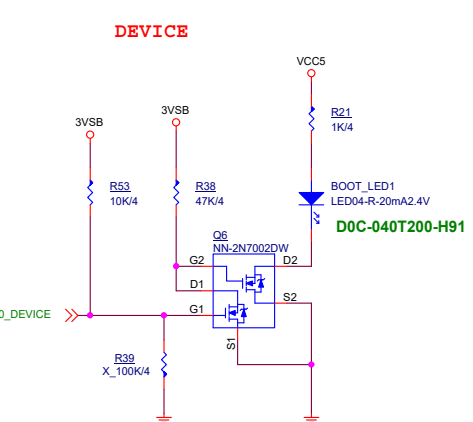 DEVICE
VCC5
R21
1K/4
3VSB
3VSB
R53
10K/4
R38
47K/4
BOOT_LED1
LED04-R-20mA2.4V
D0C-040T200-H91
Q6
NN-2N7002DW
G2
D2
D1
S2
G1
0_DEVICE
S1
R39
X_100K/4